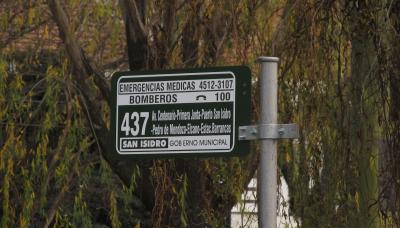 EMERGENCIAS MEDICAS 4512-3107
BOMBEROS 100
437 Av. Centenario-Primera Junta-Puerto San Isidro
-Pedro de Mendoza-Elcano-Estac.Barrancas
SAN ISIDRO GOBIERNO MUNICIPAL